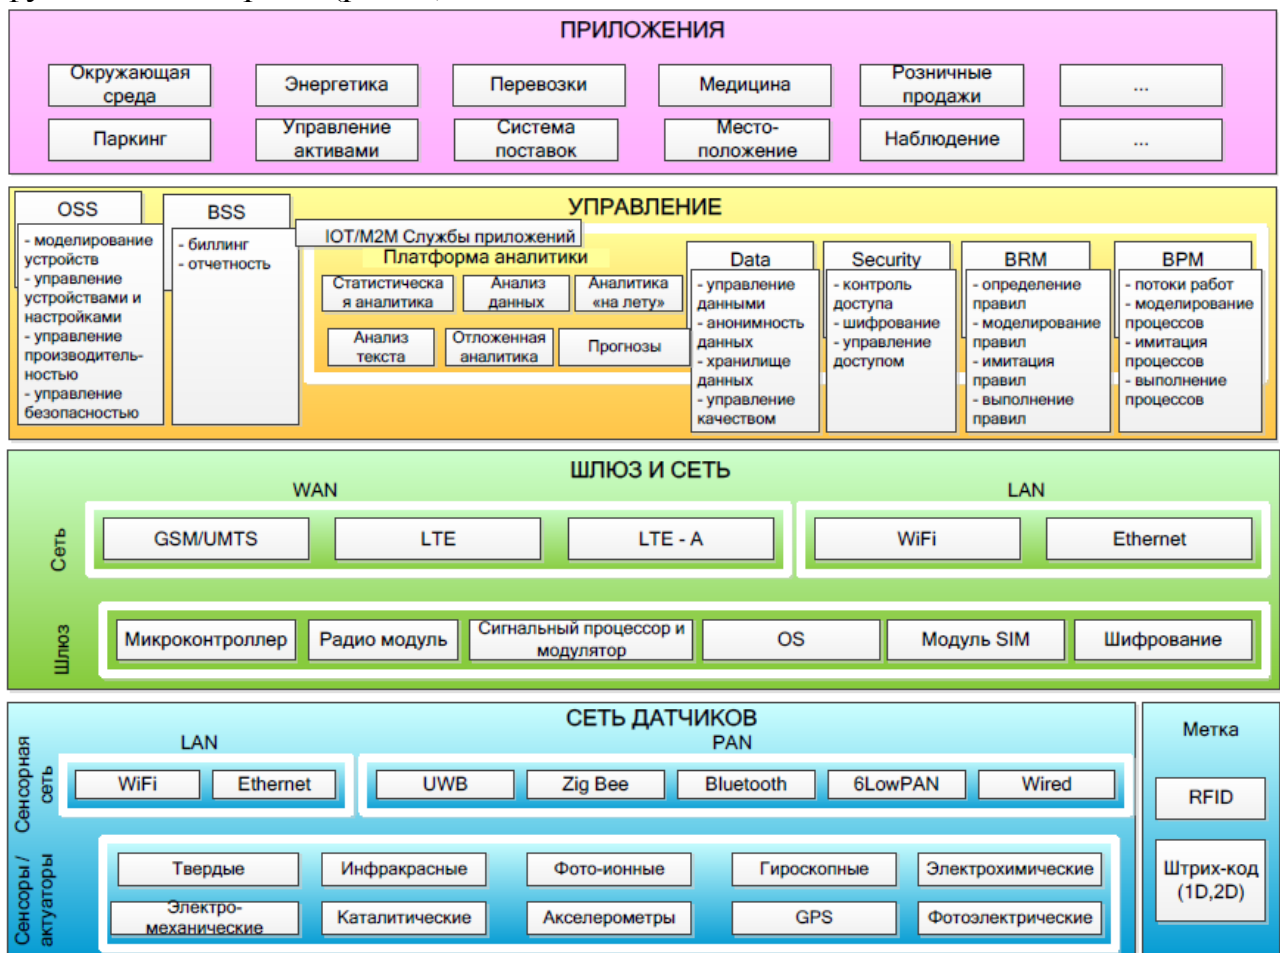 ПРИЛОЖЕНИЯ
Окружающая
среда
Энергетика
Перевозки
Медицина
Розничные
продажи
...
Паркинг
Управление
активами
Система
поставок
Место-
положение
Наблюдение
...
УПРАВЛЕНИЕ
OSS
- моделирование
устройств
- управление
устройствами и
настройками
- управление
производитель-
ностью
- управление
безопасностью
BSS
- биллинг
- отчетность
IOT/M2M Службы приложений
Платформа аналитики
Статистическа
я аналитика
Анализ
данных
Аналитика
«на лету»
Анализ
текста
Отложенная
аналитика
Прогнозы
Data
- управление
данными
- анонимность
данных
- хранилище
данных
- управление
качеством
Security
- контроль
доступа
- шифрование
- управление
доступом
BRM
- определение
правил
- моделирование
правил
- имитация
правил
- выполнение
правил
BPM
- потоки работ
- моделирование
процессов
- имитация
процессов
- выполнение
процессов
ШЛЮЗ И СЕТЬ
WAN
LAN
Сеть
GSM/UMTS
LTE
LTE - A
WiFi
Ethernet
Шлюз
Микроконтроллер
Радио модуль
Сигнальный процессор и
модулятор
OS
Модуль SIM
Шифрование
СЕТЬ ДАТЧИКОВ
LAN
PAN
Сенсорная
сеть
WiFi
Ethernet
UWB
Zig Bee
Bluetooth
6LowPAN
Wired
Сенсоры /
актуаторы
Твердые
Инфракрасные
Фото-ионные
Гироскопные
Электрохимические
Электро-
механические
Каталитические
Акселерометры
GPS
Фотоэлектрические
Метка
RFID
Штрих-код
(1D,2D)